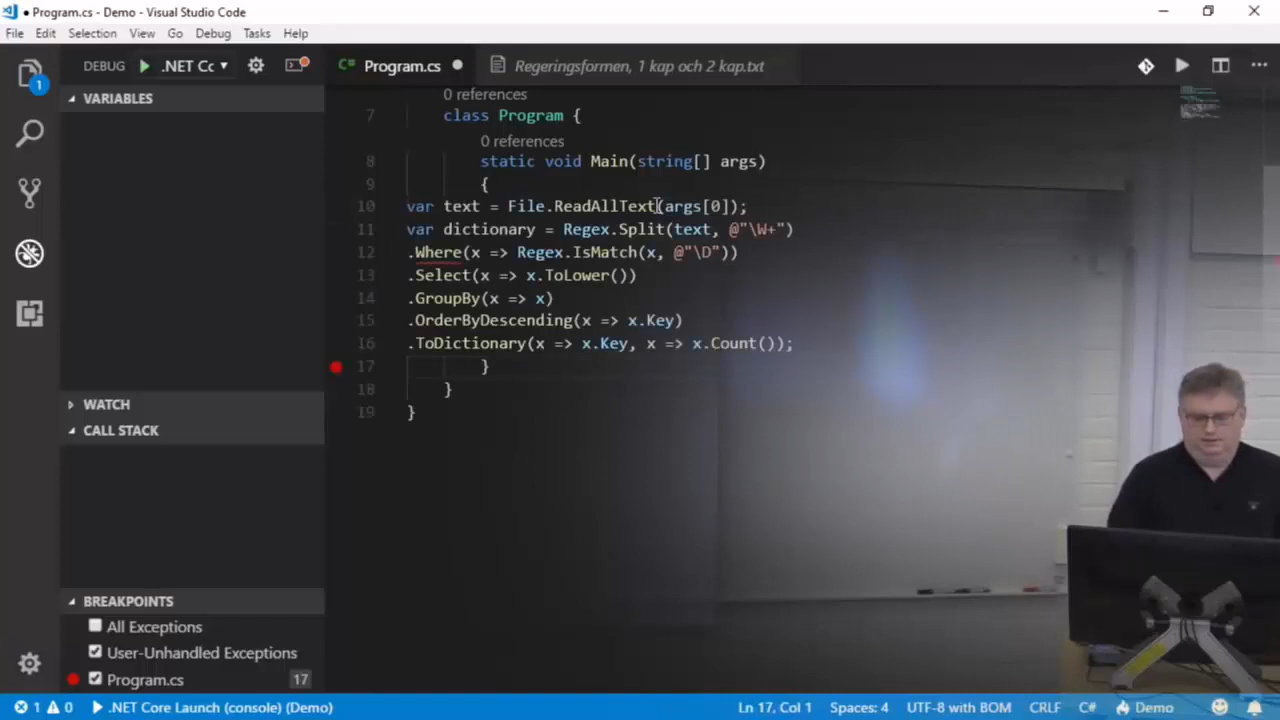 ● Program.cs - Demo - Visual Studio Code
File Edit Selection View Go Debug Tasks Help
DEBUG .NET Cc
Program.cs ●
Regeringsformen, 1 kap och 2 kap.txt
1
VARIABLES
WATCH
CALL STACK
BREAKPOINTS
All Exceptions
User-Unhandled Exceptions
Program.cs 17
0 references
7 class Program {
0 references
8 static void Main(string[] args)
9 {
10 var text = File.ReadAllText(args[0]);
11 var dictionary = Regex.Split(text, @"\W+")
12 .Where(x => Regex.IsMatch(x, @"\D"))
13 .Select(x => x.ToLower())
14 .GroupBy(x => x)
15 .OrderByDescending(x => x.Key)
16 .ToDictionary(x => x.Key, x => x.Count());
17 }
18 }
19 }
1 0 .NET Core Launch (console) (Demo) Ln 17, Col 1 Spaces: 4 UTF-8 with BOM CRLF C# Demo